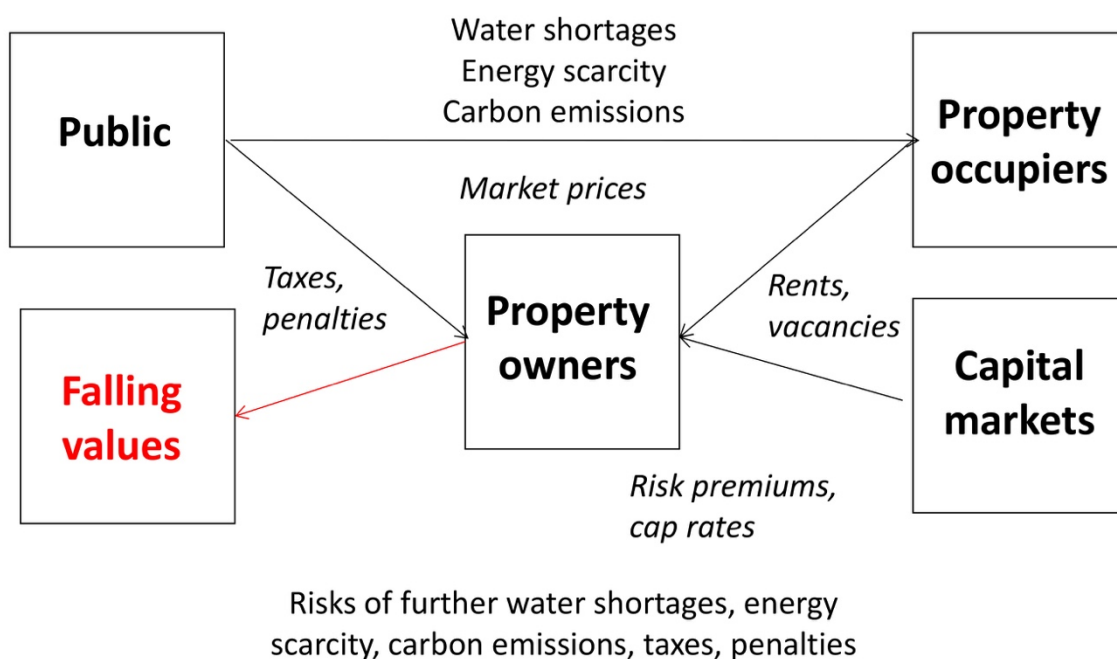 Water shortages
Energy scarcity
Carbon emissions
Public
Property
occupiers
Market prices
Taxes,
penalties
Property
owners
Rents,
vacancies
Falling
values
Capital
markets
Risk premiums,
cap rates
Risks of further water shortages, energy
scarcity, carbon emissions, taxes, penalties